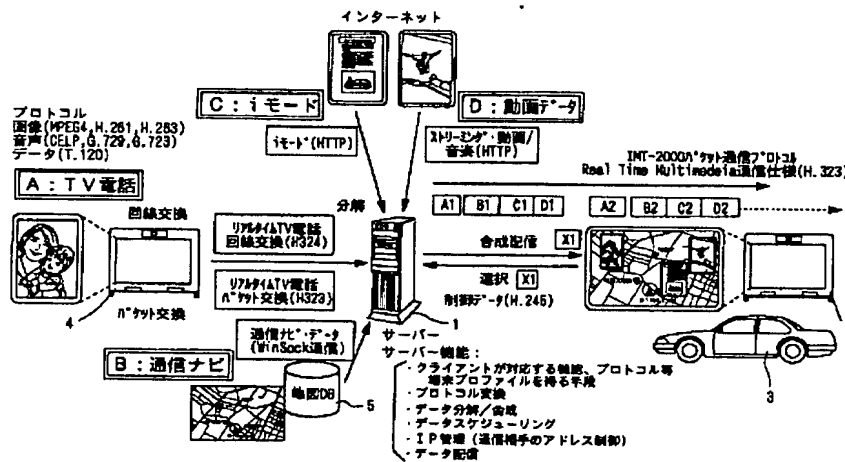 インターネット
C:iモード
D:動画データ
iモード(HTTP)
ストリーミング・動画/
音楽(HTTP)
プロトコル
画像(MPEG4,H.261,H.263)
音声(CELP,G.729,G.723)
データ(T.120)
A:TV電話
回線交換
パケット交換
4
リアルタイムTV電話
回線交換(H324)
リアルタイムTV電話
パケット交換(H323)
通信ナビ・データ
(WinSock通信)
B:通信ナビ
地図DB
5
分解
1
サーバー
サーバー機能:
・クライアントが対応する機能、プロトコル等
端末プロファイルを得る手段
・プロトコル変換
・データ分解/合成
・データスケジューリング
・IP管理(通信相手のアドレス制御)
・データ配信
IMT-2000パケット通信プロトコル
Real Time Multimedeia通信仕様(H.323)
A1 B1 C1 D1 A2 B2 C2 D2
合成配信 X1
選択 X1
制御データ(H.245)
3